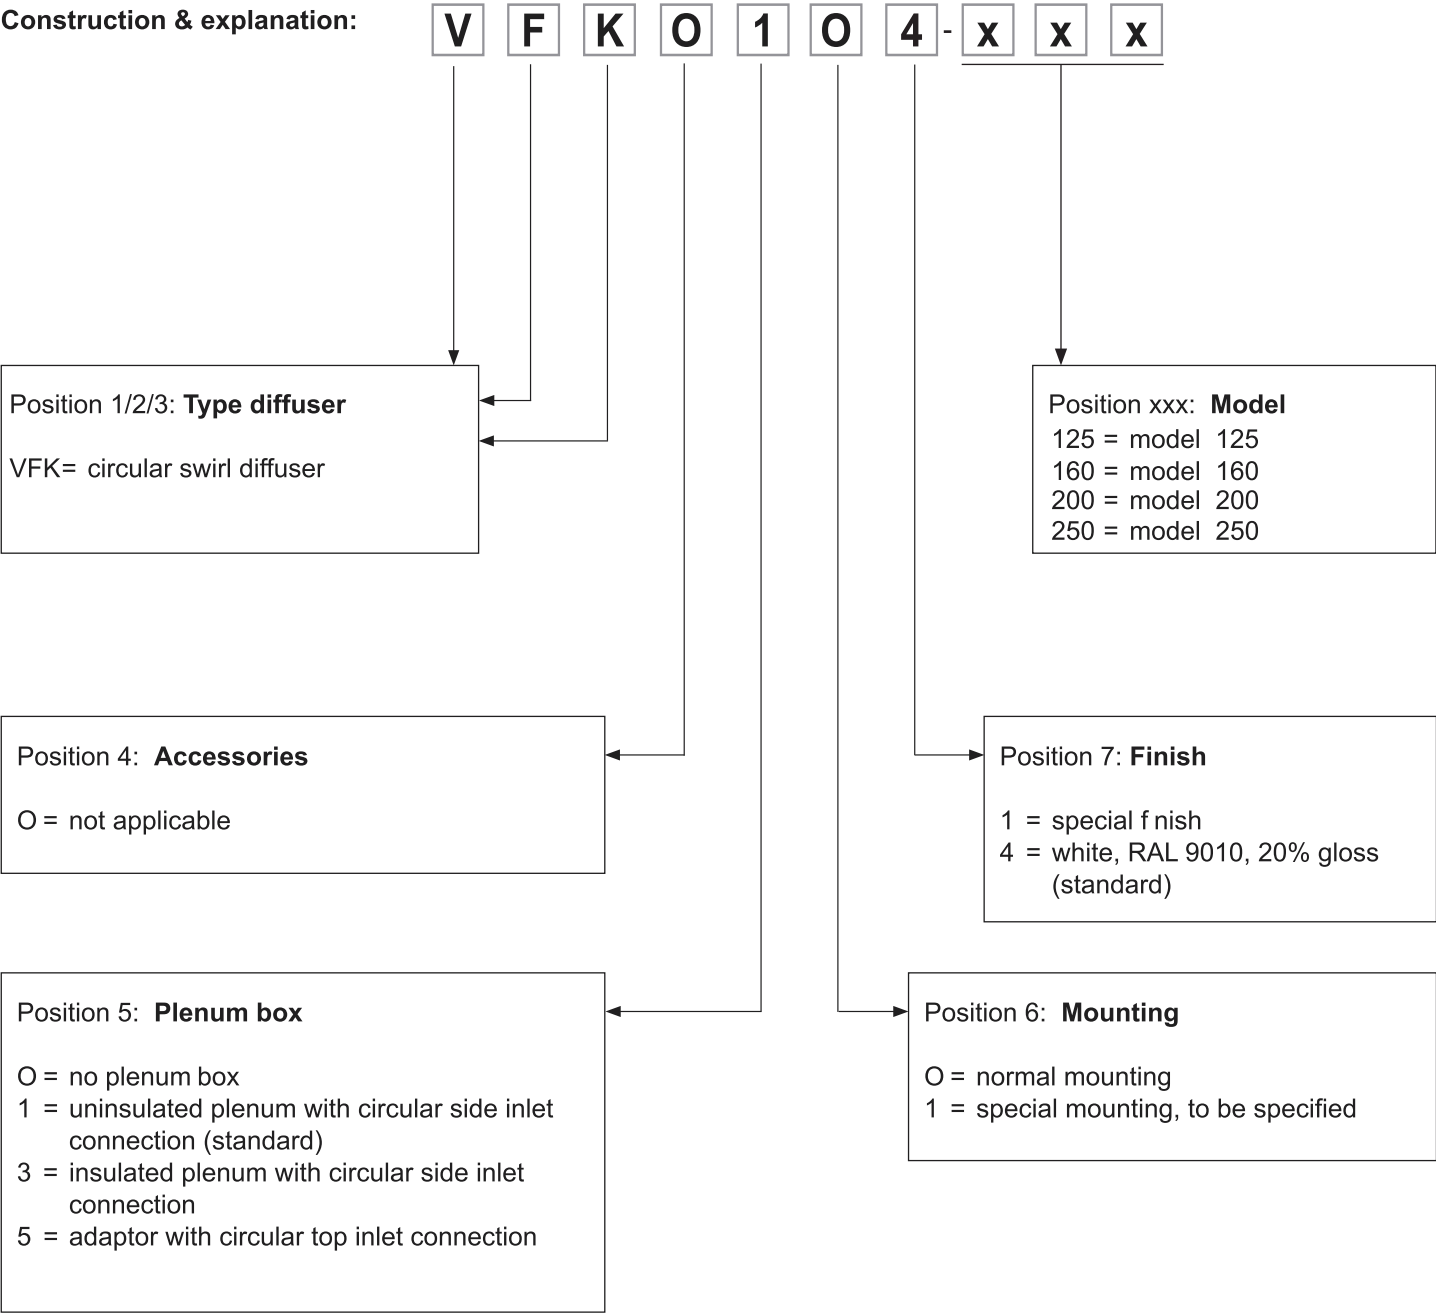 Construction & explanation: V F K O 1 O 4 - x x x
Position 1/2/3: Type diffuser
VFK= circular swirl diffuser
Position xxx: Model
125 = model 125
160 = model 160
200 = model 200
250 = model 250
Position 4: Accessories
O = not applicable
Position 7: Finish
1 = special f nish
4 = white, RAL 9010, 20% gloss
(standard)
Position 5: Plenum box
O = no plenum box
1 = uninsulated plenum with circular side inlet
connection (standard)
3 = insulated plenum with circular side inlet
connection
5 = adaptor with circular top inlet connection
Position 6: Mounting
O = normal mounting
1 = special mounting, to be specified